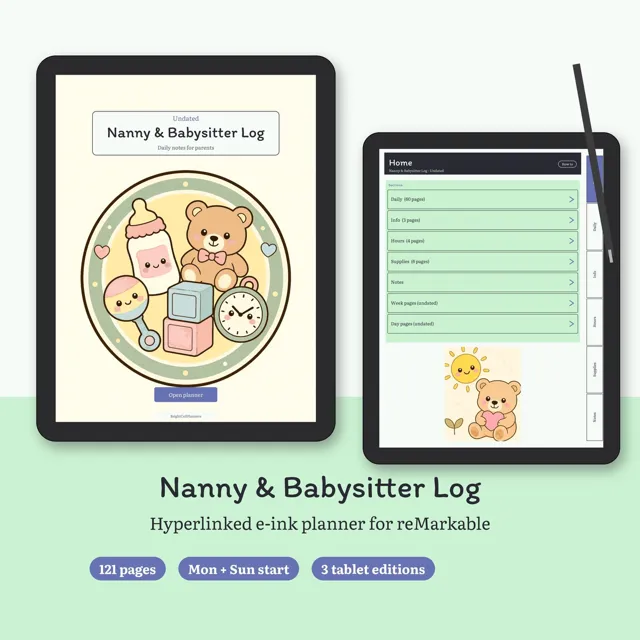 Undated
Nanny & Babysitter Log
Daily notes for parents
Open planner
Home
Nanny & Babysitter Log · Undated
Daily (80 pages)
Info (3 pages)
Hours (4 pages)
Supplies (8 pages)
Notes
Week pages (undated)
Day pages (undated)
Daily
Info
Hours
Supplies
Notes
Nanny & Babysitter Log
Hyperlinked e-ink planner for reMarkable
121 pages
Mon + Sun start
3 tablet editions